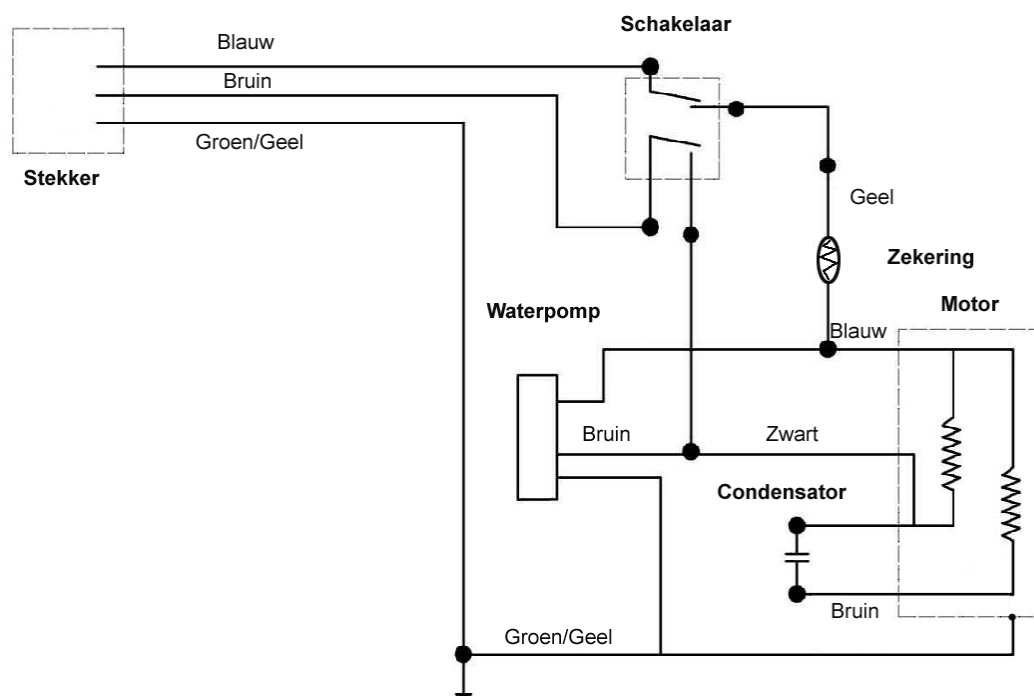 Schakelaar
Blauw
Bruin
Groen/Geel
Stekker
Geel
Zekering
Waterpomp
Motor
Blauw
Bruin
Zwart
Condensator
Bruin
Groen/Geel